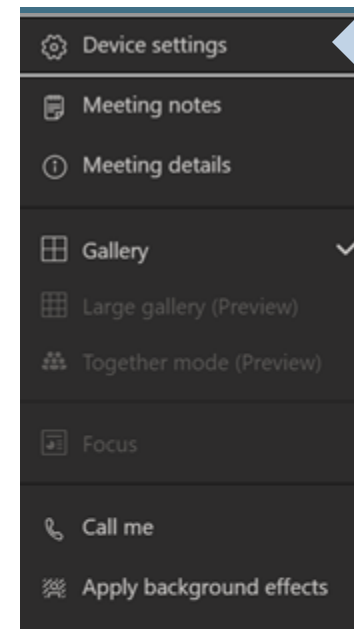 Device settings
Meeting notes
Meeting details
Gallery
Large gallery (Preview)
Together mode (Preview)
Focus
Call me
Apply background effects